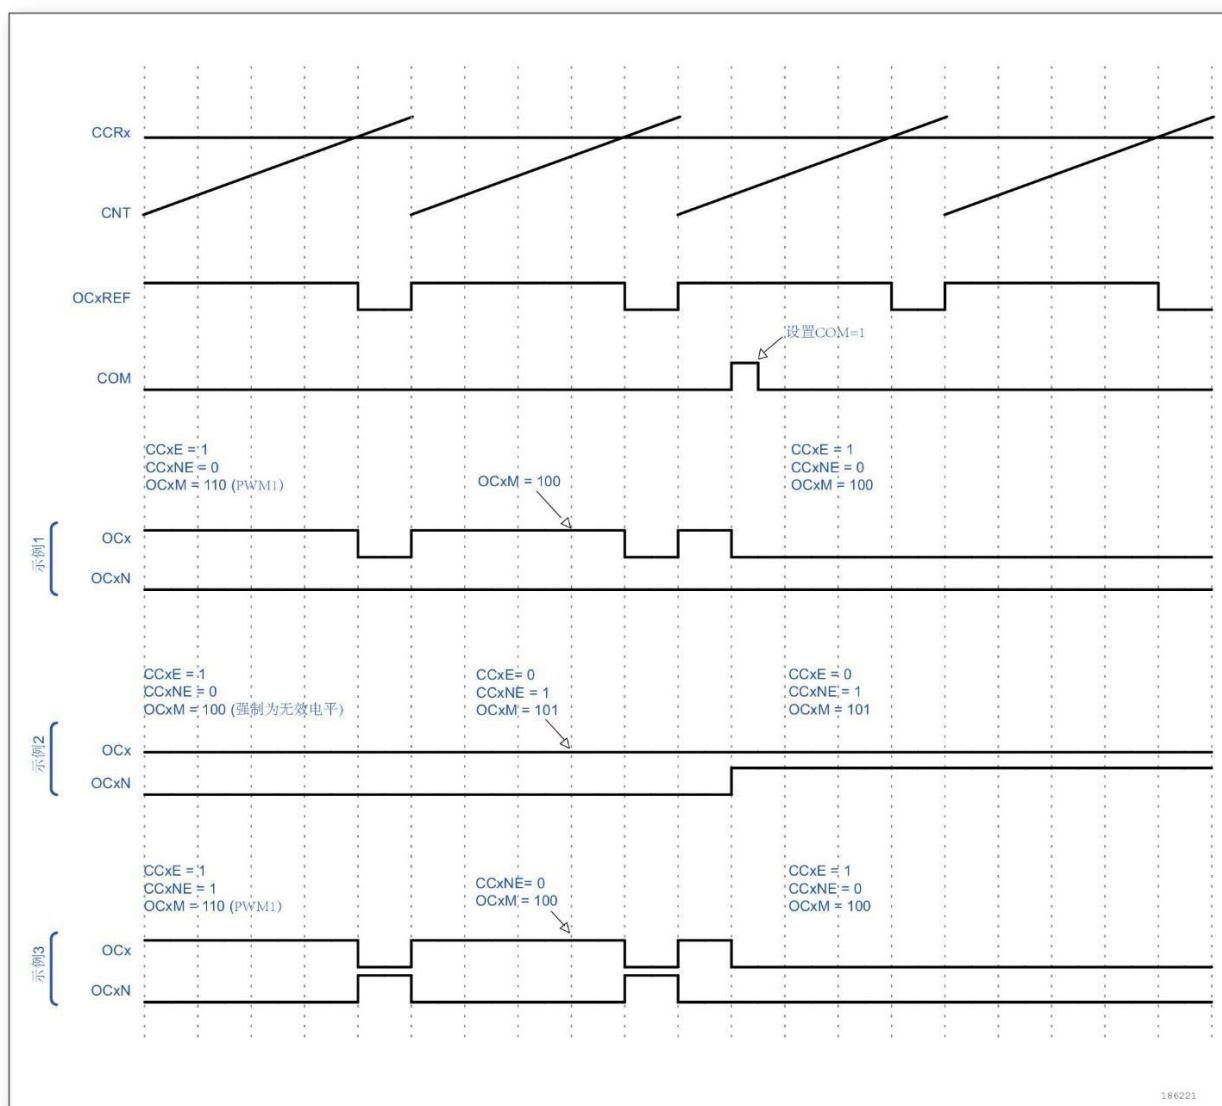 CCRx
CNT
OCxREF
设置COM=1
COM
CCxE = 1
CCxNE = 0
OCxM = 110 (PWM1)
OCxM = 100
CCxE = 1
CCxNE = 0
OCxM = 100
示例1
OCx
OCxN
CCxE = 1
CCxNE = 0
OCxM = 100 (强制为无效电平)
CCxE= 0
CCxNE = 1
OCxM = 101
CCxE = 0
CCxNE = 1
OCxM = 101
示例2
OCx
OCxN
CCxE = 1
CCxNE = 1
OCxM = 110 (PWM1)
CCxNE= 0
OCxM = 100
CCxE = 1
CCxNE = 0
OCxM = 100
示例3
OCx
OCxN
186221